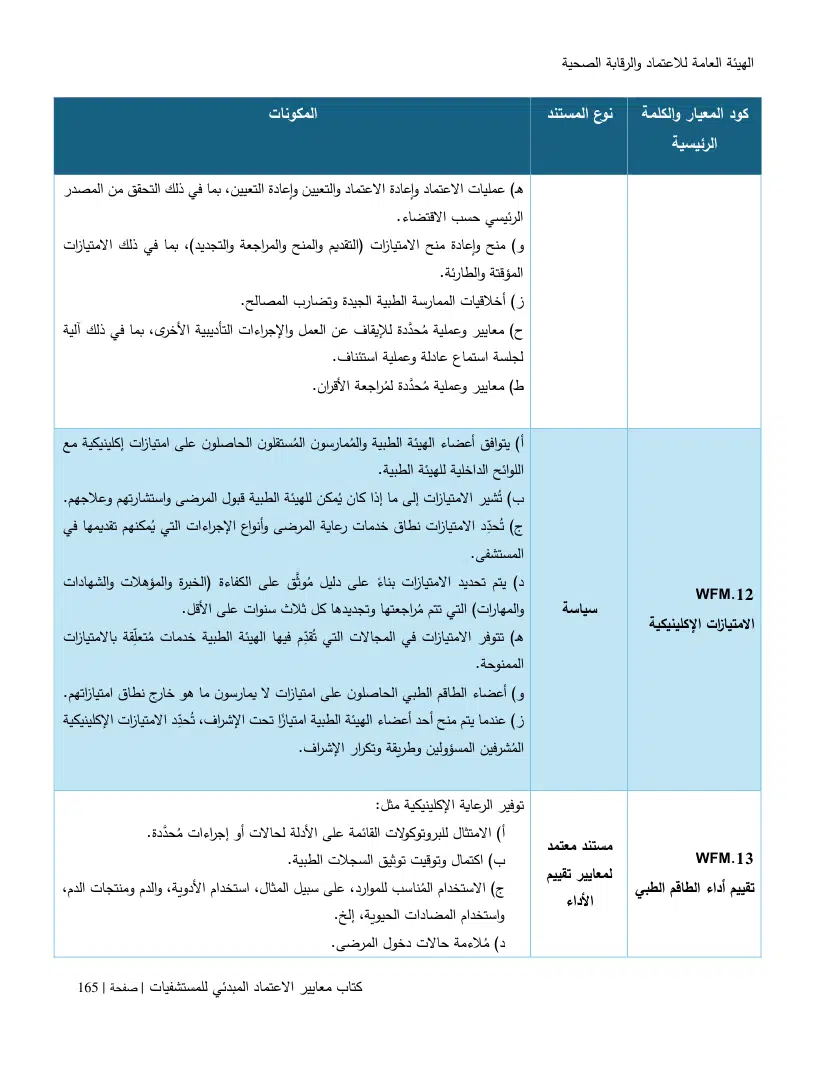 الهيئة العامة للاعتماد والرقابة الصحية
كود المعيار والكلمة
الرئيسية
نوع المستند
المكونات
ه) عمليات الاعتماد وإعادة الاعتماد والتعيين وإعادة التعيين، بما في ذلك التحقق من المصدر
الرئيسي حسب الاقتضاء.
و) منح وإعادة منح الامتيازات (التقديم والمنح والمراجعة والتجديد)، بما في ذلك الامتيازات
المؤقتة والطارئة.
ز) أخلاقيات الممارسة الطبية الجيدة وتضارب المصالح.
ح) معايير وعملية مُحدَّدة للإيقاف عن العمل والإجراءات التأديبية الأخرى، بما في ذلك آلية
لجلسة استماع عادلة وعملية استئناف.
ط) معايير وعملية مُحدَّدة لمُراجعة الأقران.
WFM.12
الامتيازات الإكلينيكية
سياسة
أ) يتوافق أعضاء الهيئة الطبية والمُمارسون المُستقلون الحاصلون على امتيازات إكلينيكية مع
اللوائح الداخلية للهيئة الطبية.
ب) تُشير الامتيازات إلى ما إذا كان يُمكن للهيئة الطبية قبول المرضى واستشارتهم وعلاجهم.
ج) تُحدِّد الامتيازات نطاق خدمات رعاية المرضى وأنواع الإجراءات التي يُمكنهم تقديمها في
المستشفى.
د) يتم تحديد الامتيازات بناءً على دليل مُوثَّق على الكفاءة (الخبرة والمؤهلات والشهادات
والمهارات) التي تتم مُراجعتها وتجديدها كل ثلاث سنوات على الأقل.
ه) تتوفر الامتيازات في المجالات التي تُقدِّم فيها الهيئة الطبية خدمات مُتعلِّقة بالامتيازات
الممنوحة.
و) أعضاء الطاقم الطبي الحاصلون على امتيازات لا يمارسون ما هو خارج نطاق امتيازاتهم.
ز) عندما يتم منح أحد أعضاء الهيئة الطبية امتيازًا تحت الإشراف، تُحدِّد الامتيازات الإكلينيكية
المُشرفين المسؤولين وطريقة وتكرار الإشراف.
WFM.13
تقييم أداء الطاقم الطبي
مستند معتمد
لمعايير تقييم
الأداء
توفير الرعاية الإكلينيكية مثل:
أ) الامتثال للبروتوكولات القائمة على الأدلة لحالات أو إجراءات مُحدَّدة.
ب) اكتمال وتوقيت توثيق السجلات الطبية.
ج) الاستخدام المُناسب للموارد، على سبيل المثال، استخدام الأدوية، والدم ومنتجات الدم،
واستخدام المضادات الحيوية، إلخ.
د) مُلاءمة حالات دخول المرضى.
كتاب معايير الاعتماد المبدئي للمستشفيات | صفحة | 165